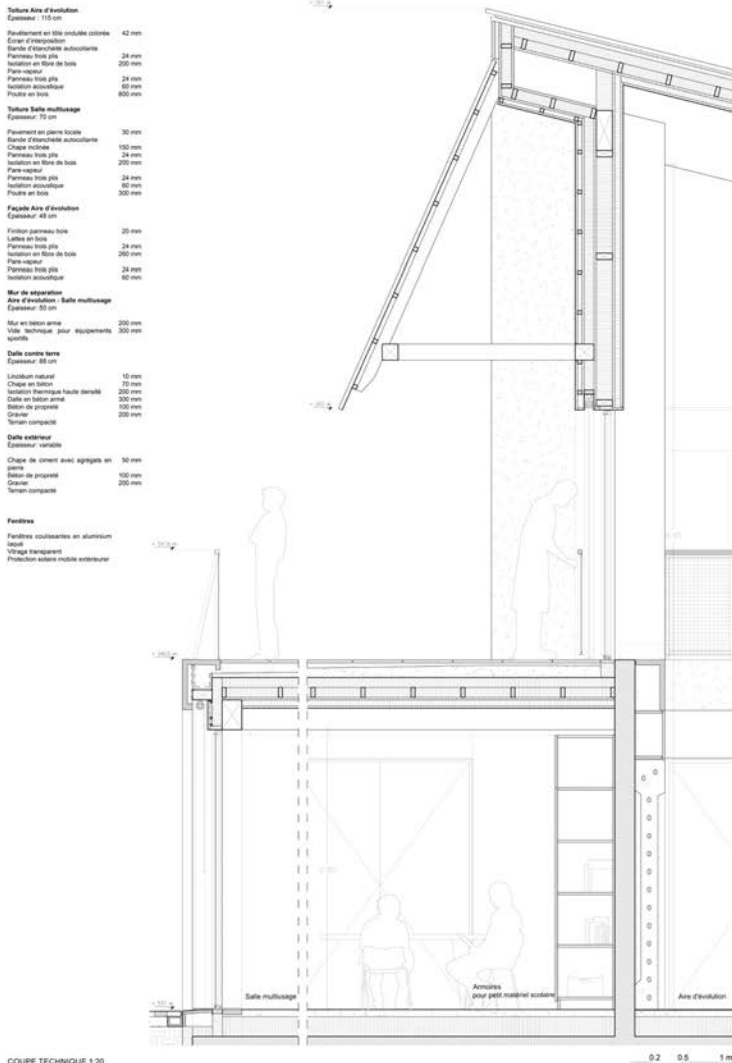 Toiture Aire d'évolution
Épaisseur : 115 cm
Revêtement en tôle ondulée colorée 42 mm
Écran d'interposition
Bande d'étanchéité autocollante
Panneau trois plis 24 mm
Isolation en fibre de bois 200 mm
Pare-vapeur
Panneau trois plis 24 mm
Isolation acoustique 60 mm
Poutre en bois 800 mm
Toiture Salle multiusage
Épaisseur: 70 cm
Pavement en pierre locale 30 mm
Bande d'étanchéité autocollante
Chape inclinée 150 mm
Panneau trois plis 24 mm
Isolation en fibre de bois 200 mm
Pare-vapeur
Panneau trois plis 24 mm
Isolation acoustique 60 mm
Poutre en bois 300 mm
Façade Aire d'évolution
Épaisseur: 48 cm
Finition panneau bois 20 mm
Lattes en bois
Panneau trois plis 24 mm
Isolation en fibre de bois 260 mm
Pare-vapeur
Panneau trois plis 24 mm
Isolation acoustique 60 mm
Mur de séparation
Aire d'évolution - Salle multiusage
Épaisseur: 50 cm
Mur en béton armé 200 mm
Vide technique pour équipements 300 mm
sportifs
Dalle contre terre
Épaisseur: 88 cm
Linoléum naturel 10 mm
Chape en béton 70 mm
Isolation thermique haute densité 200 mm
Dalle en béton armé 300 mm
Béton de propreté 100 mm
Gravier 200 mm
Terrain compacté
Dalle extérieur
Épaisseur: variable
Chape de ciment avec agrégats en 50 mm
pierre
Béton de propreté 100 mm
Gravier 200 mm
Terrain compacté
Fenêtres
Fenêtres coulissantes en aluminium
laqué
Vitrage transparent
Protection solaire mobile extérieurer
Salle multiusage
Armoires
pour petit matériel scolaire
Aire d'évolution
COUPE TECHNIQUE 1:20
0.2 0.5 1 m